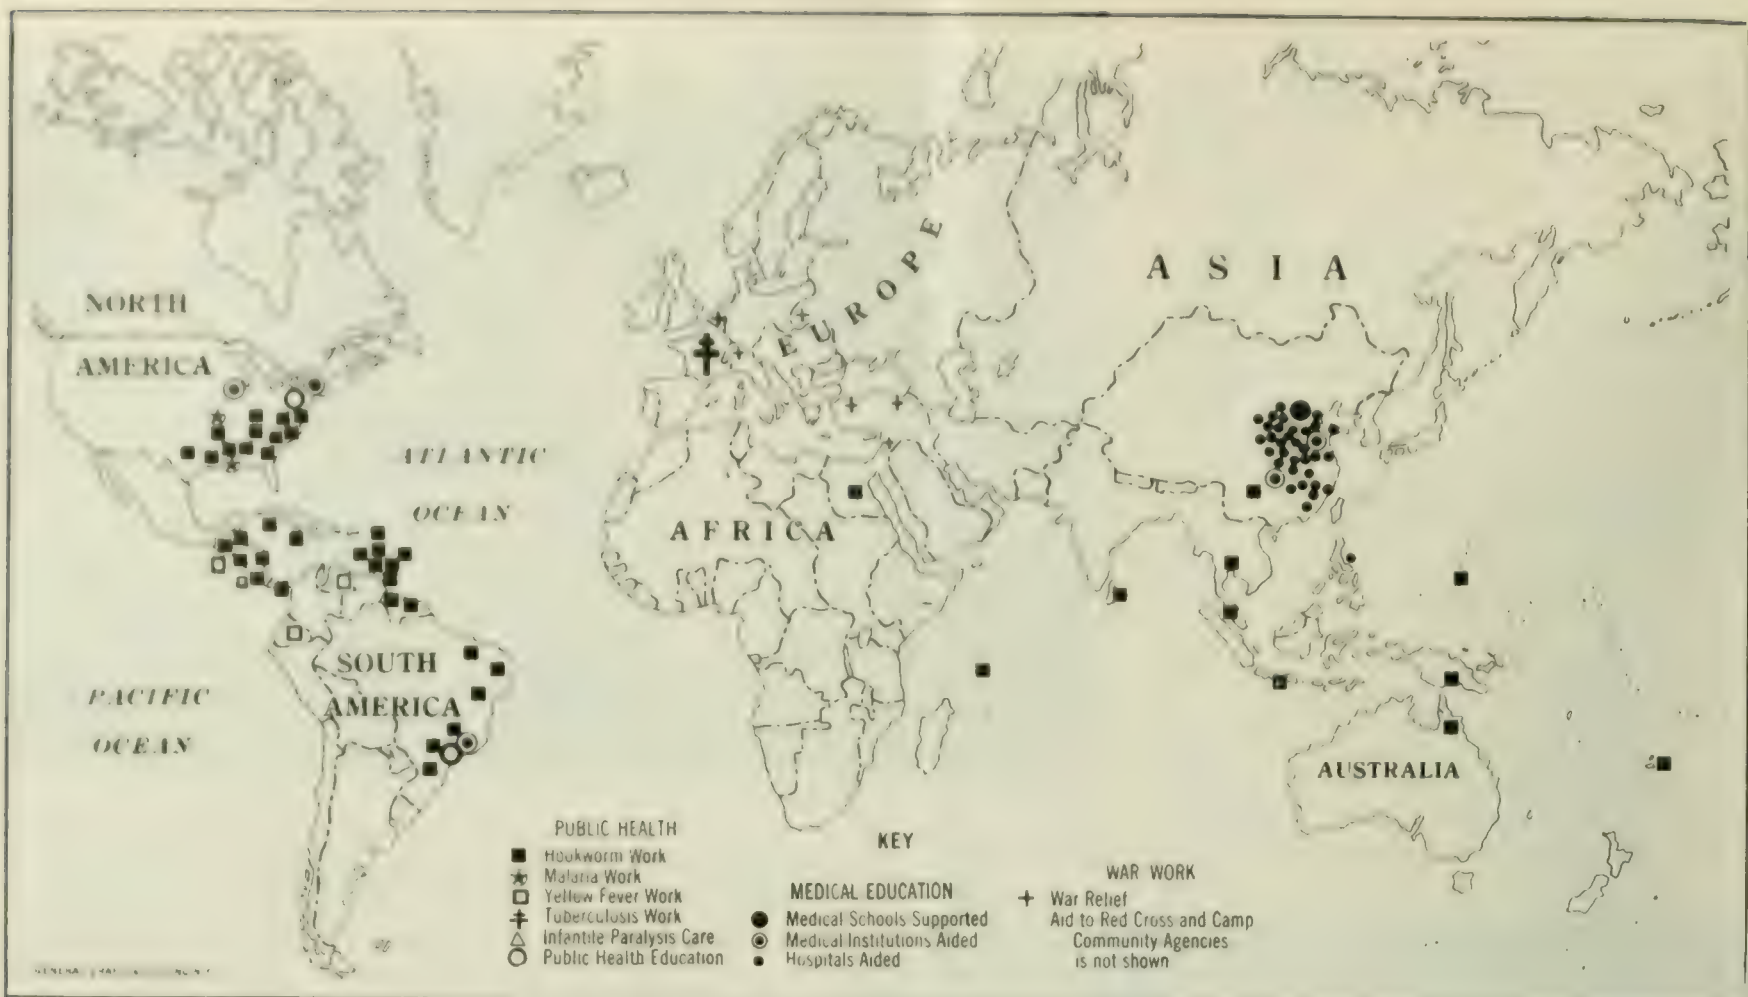 NORTH
AMERICA
ATLANTIC
OCEAN
EUROPE
ASIA
AFRICA
PACIFIC
OCEAN
SOUTH
AMERICA
AUSTRALIA
KEY
PUBLIC HEALTH
Hookworm Work
Malaria Work
Yellow Fever Work
Tuberculosis Work
Infantile Paralysis Care
Public Health Education
MEDICAL EDUCATION
Medical Schools Supported
Medical Institutions Aided
Hospitals Aided
WAR WORK
War Relief
Aid to Red Cross and Camp
Community Agencies
is not shown